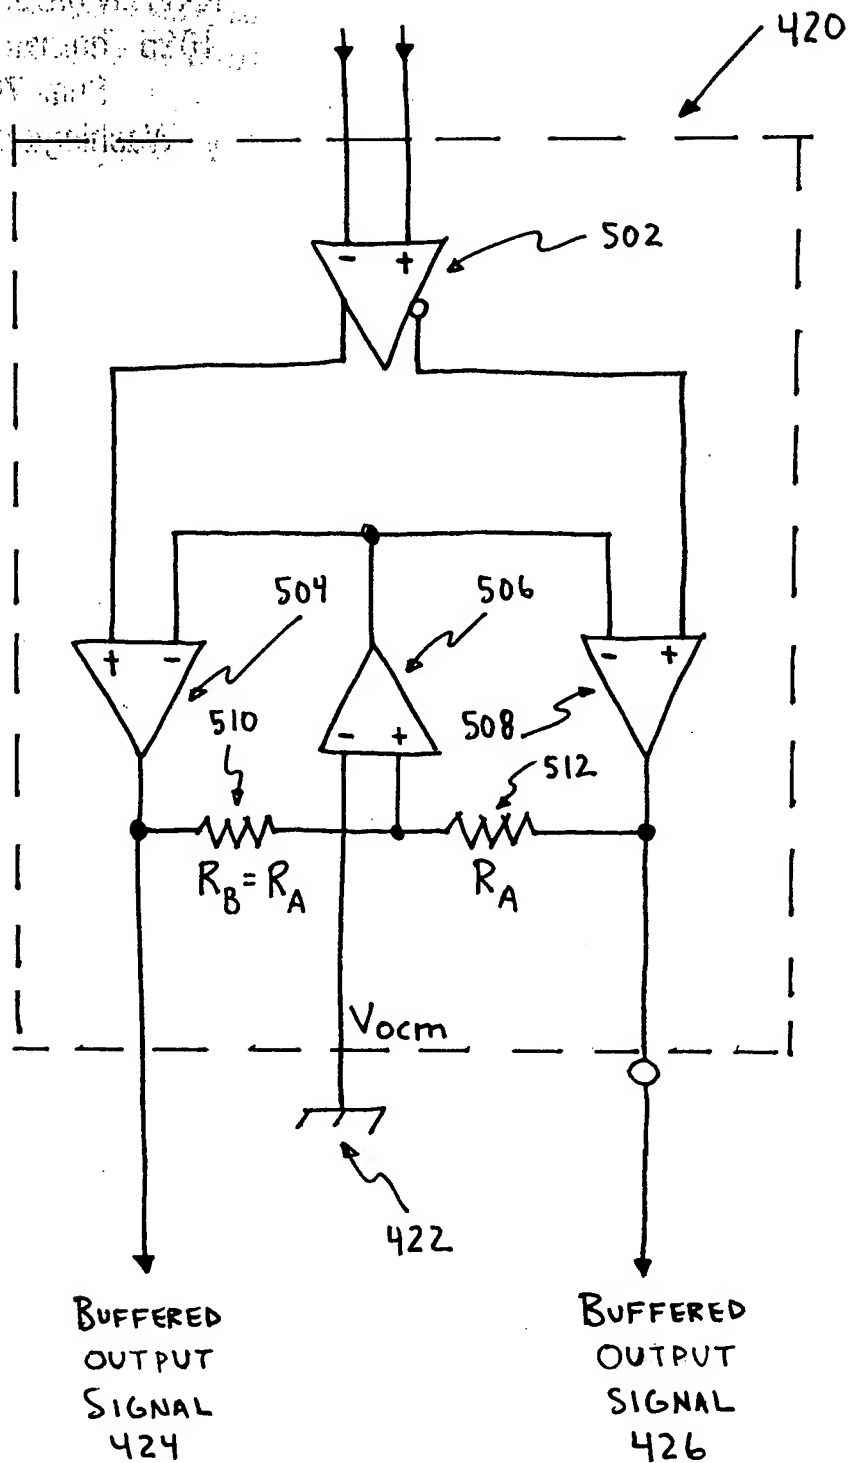 420
- +
502
504
506
+ -
- +
510
508
- +
512
R_B = R_A
R_A
Vocm
422
BUFFERED
OUTPUT
SIGNAL
424
BUFFERED
OUTPUT
SIGNAL
426